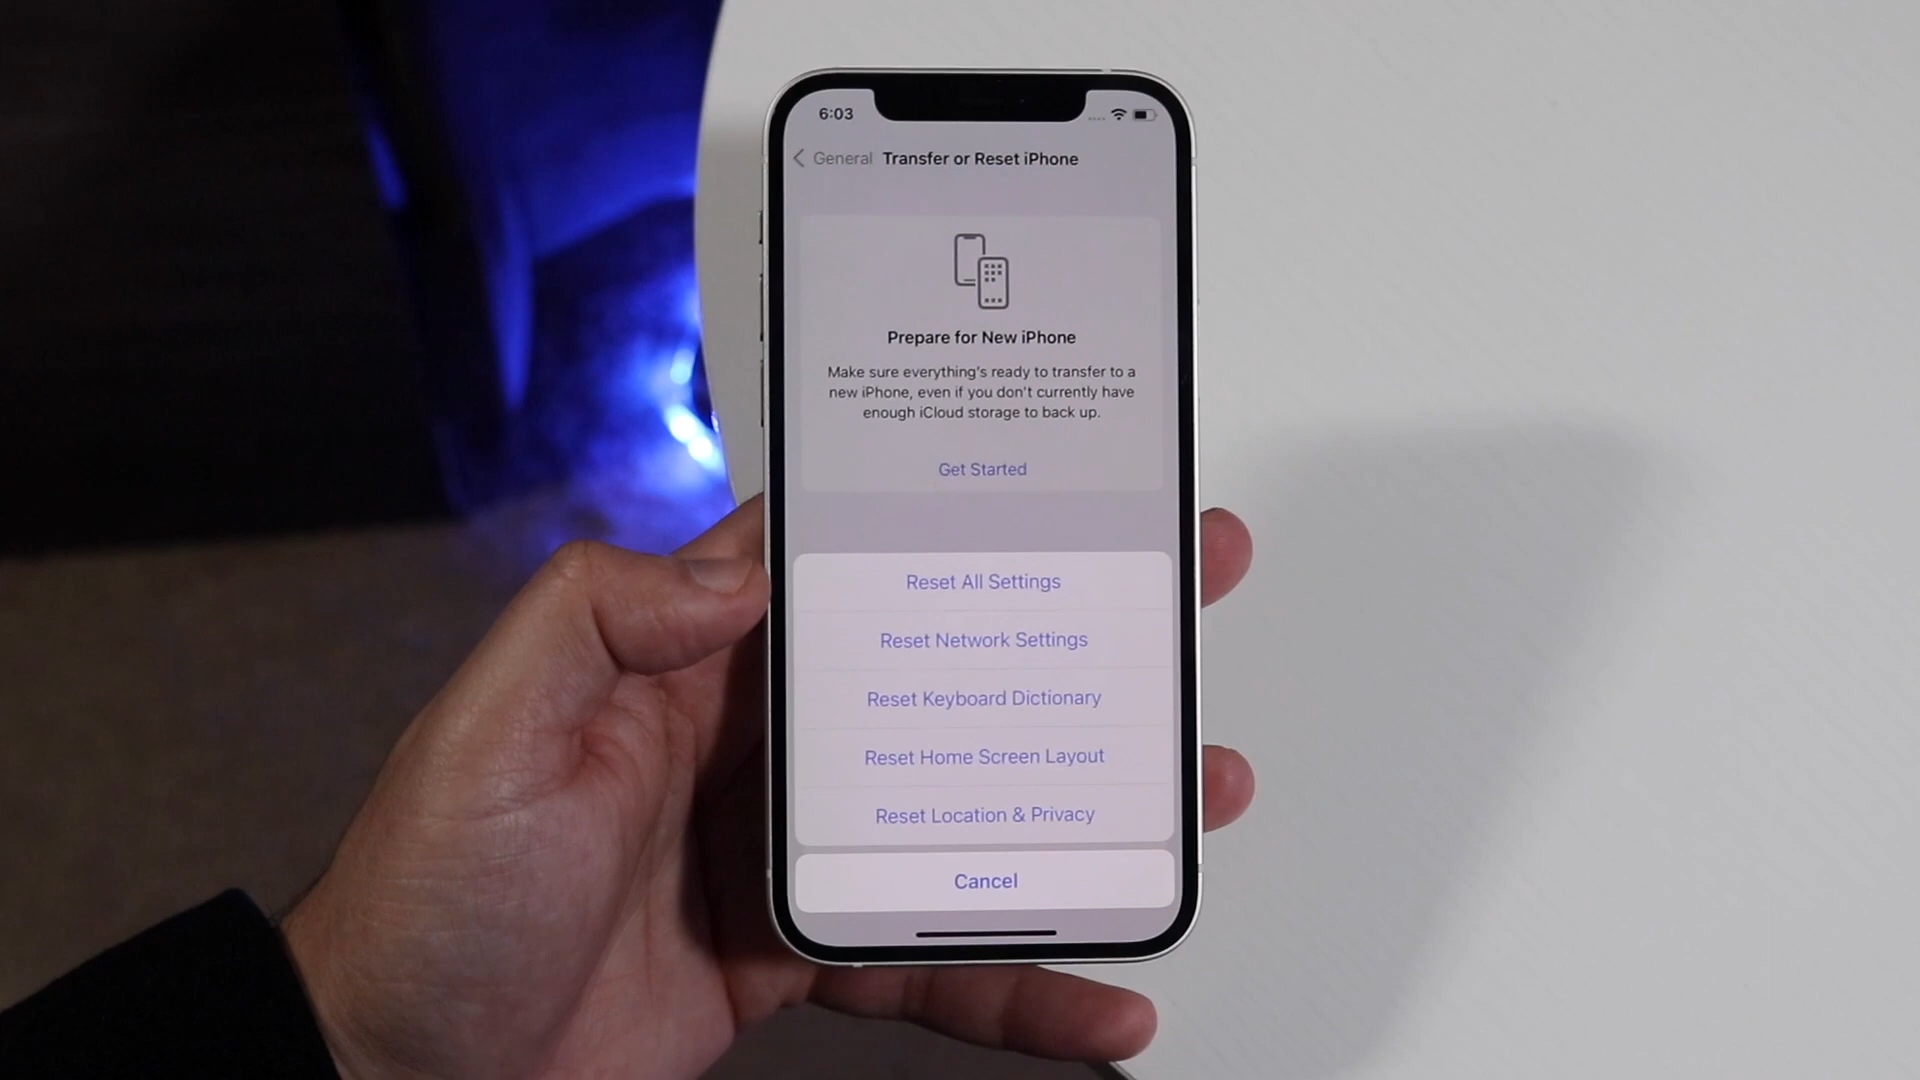 6:03
General Transfer or Reset iPhone
Prepare for New iPhone
Make sure everything's ready to transfer to a
new iPhone, even if you don't currently have
enough iCloud storage to back up.
Get Started
Reset All Settings
Reset Network Settings
Reset Keyboard Dictionary
Reset Home Screen Layout
Reset Location & Privacy
Cancel